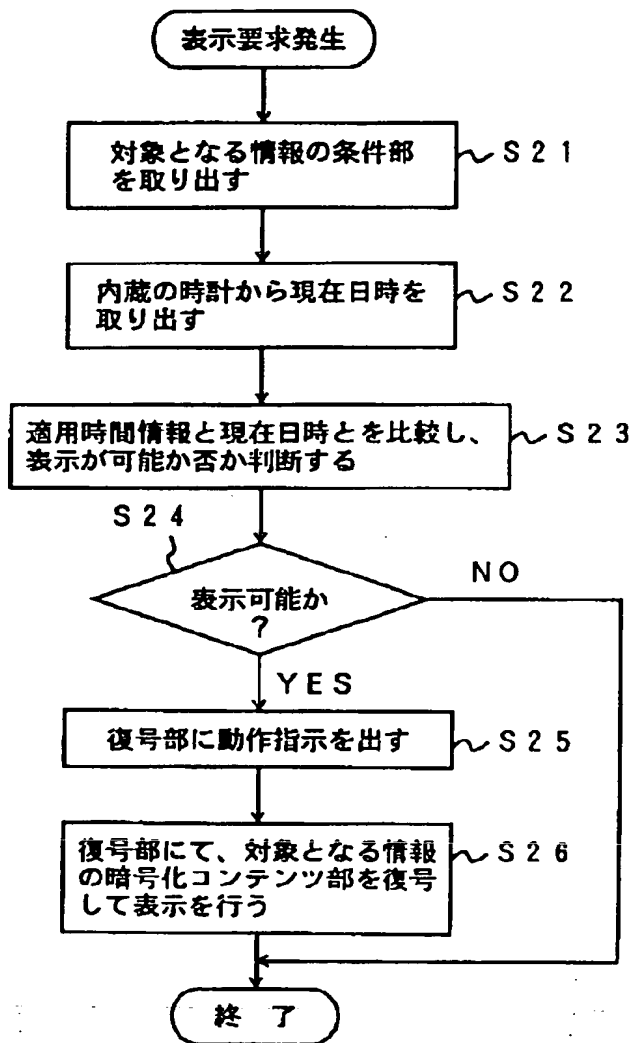 表示要求発生
対象となる情報の条件部
を取り出す
S21
内蔵の時計から現在日時を
取り出す
S22
適用時間情報と現在日時とを比較し、
表示が可能か否か判断する
S23
S24
表示可能か
?
NO
YES
復号部に動作指示を出す
S25
復号部にて、対象となる情報
の暗号化コンテンツ部を復号
して表示を行う
S26
終了